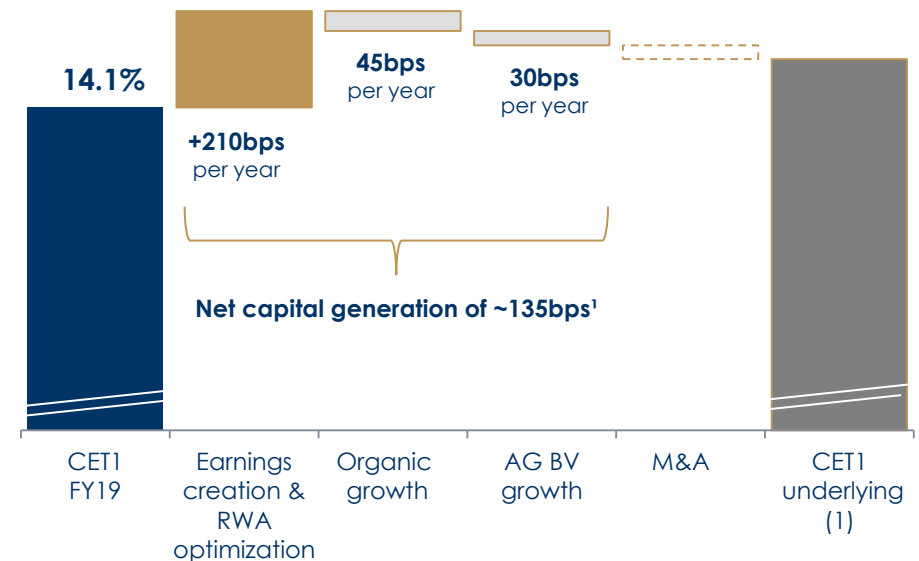 14.1%
+210bps
per year
45bps
per year
30bps
per year
Net capital generation of ~135bps¹
CET1
FY19
Earnings
creation &
RWA
optimization
Organic
growth
AG BV
growth
M&A
CET1
underlying
(1)